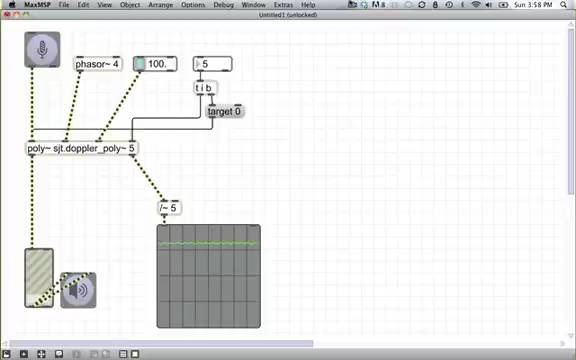 MaxMSP File Edit View Object Arrange Options Debug Window Extras Help 8 Sun 3:58 PM
Untitled1 (unlocked)
phasor~ 4
100.
5
t i b
target 0
poly~ sjt.doppler_poly~ 5
/~ 5